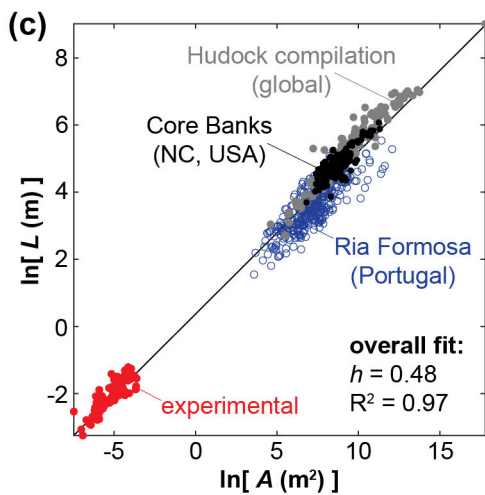 (c)
8
6
4
2
0
-2
ln[ L (m) ]
Hudock compilation
(global)
Core Banks
(NC, USA)
Ria Formosa
(Portugal)
overall fit:
h = 0.48
R² = 0.97
experimental
-5
0
5
10
15
ln[ A (m²) ]